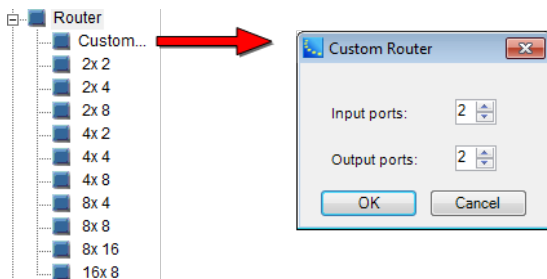 Router
Custom...
2x 2
2x 4
2x 8
4x 2
4x 4
4x 8
8x 4
8x 8
8x 16
16x 8
Custom Router
Input ports: 2
Output ports: 2
OK Cancel